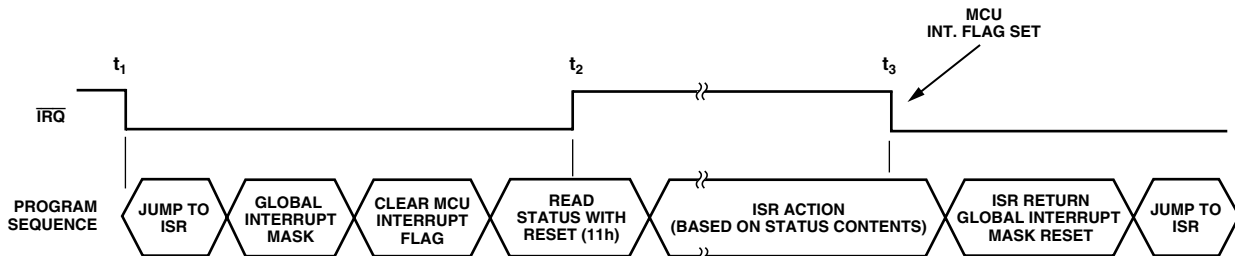 MCU
INT. FLAG SET
t1
t2
t3
IRQ
PROGRAM
SEQUENCE
JUMP TO
ISR
GLOBAL
INTERRUPT
MASK
CLEAR MCU
INTERRUPT
FLAG
READ
STATUS WITH
RESET (11h)
ISR ACTION
(BASED ON STATUS CONTENTS)
ISR RETURN
GLOBAL INTERRUPT
MASK RESET
JUMP TO
ISR